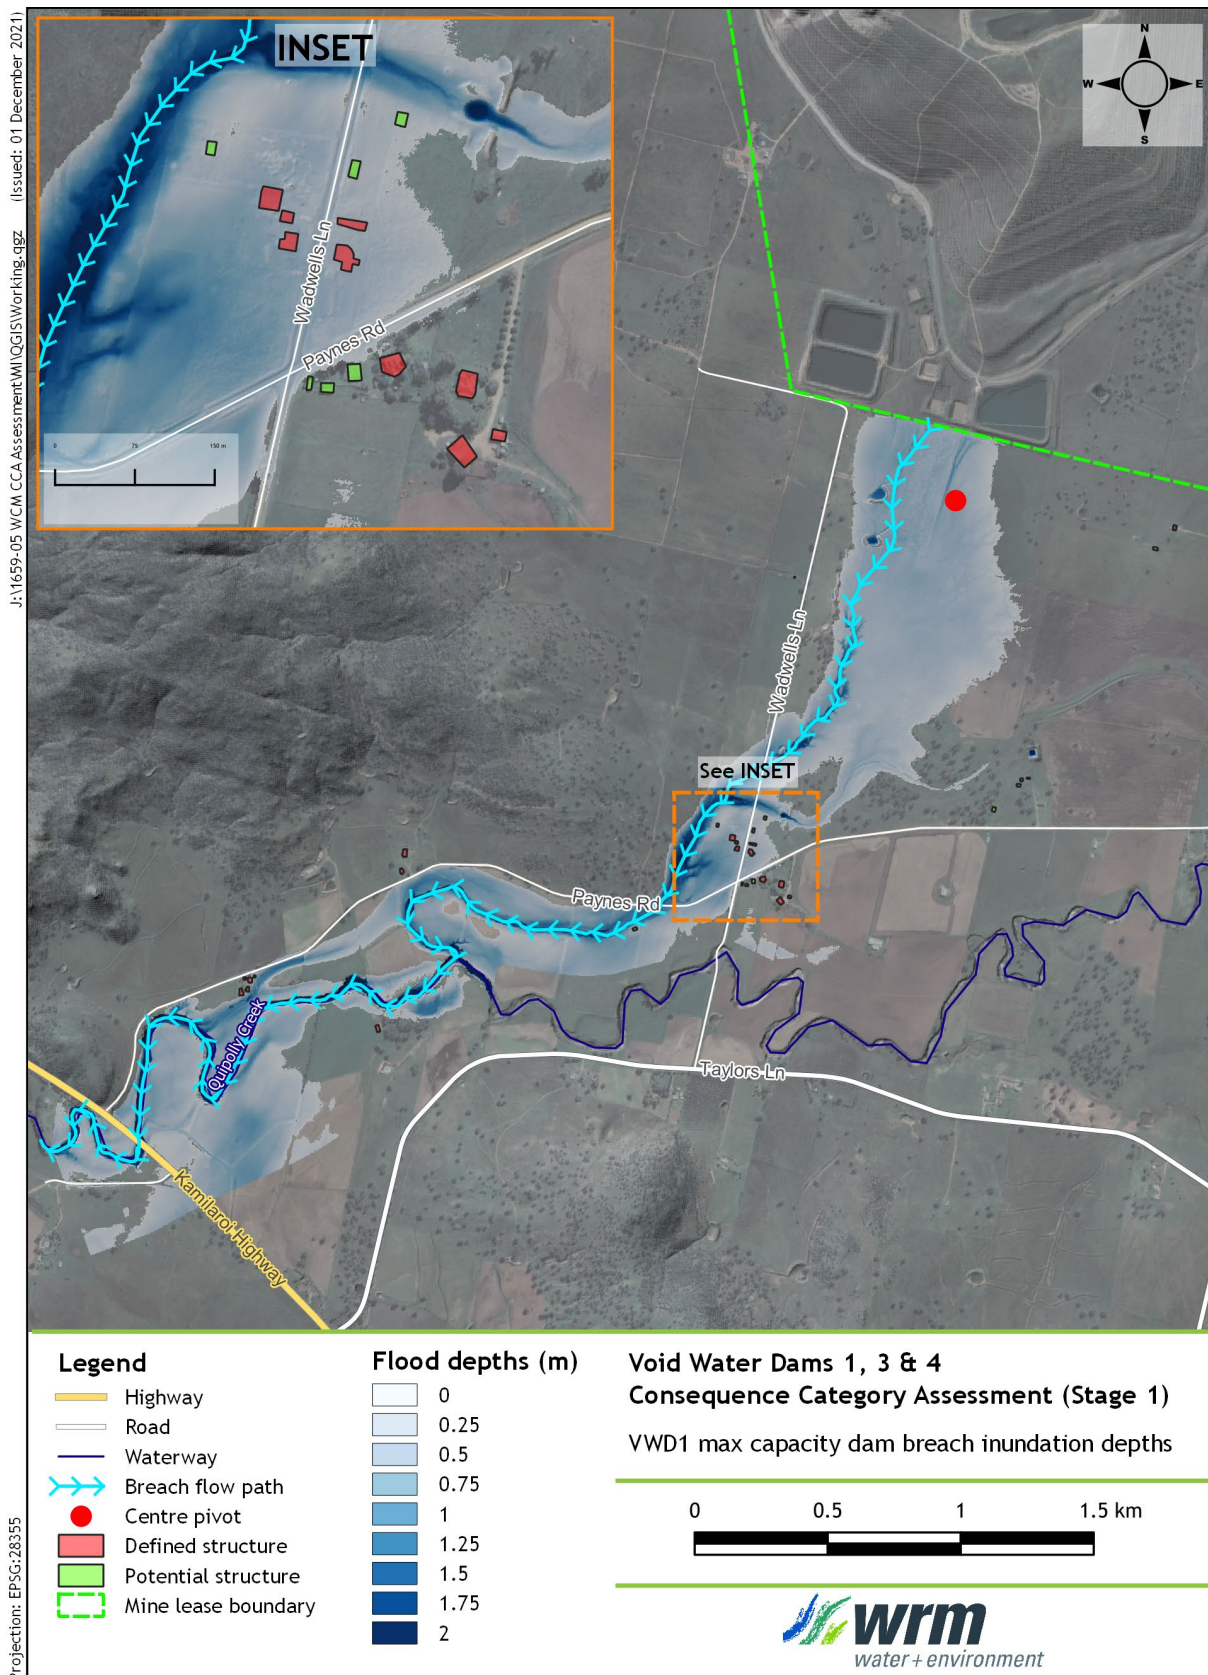 J:\1659-05 WCM CCA Assessment\MI\QGIS\Working.qgz (Issued: 01 December 2021)
Projection: EPSG:28355
INSET
Wadwells Ln
Paynes Rd
0 75 150 m
N
W E
S
Wadwells Ln
See INSET
Paynes Rd
Quipolly Creek
Taylors Ln
Kamilaroi Highway
Legend
Highway
Road
Waterway
Breach flow path
Centre pivot
Defined structure
Potential structure
Mine lease boundary
Flood depths (m)
0
0.25
0.5
0.75
1
1.25
1.5
1.75
2
Void Water Dams 1, 3 & 4
Consequence Category Assessment (Stage 1)
VWD1 max capacity dam breach inundation depths
0 0.5 1 1.5 km
wrm
water + environment